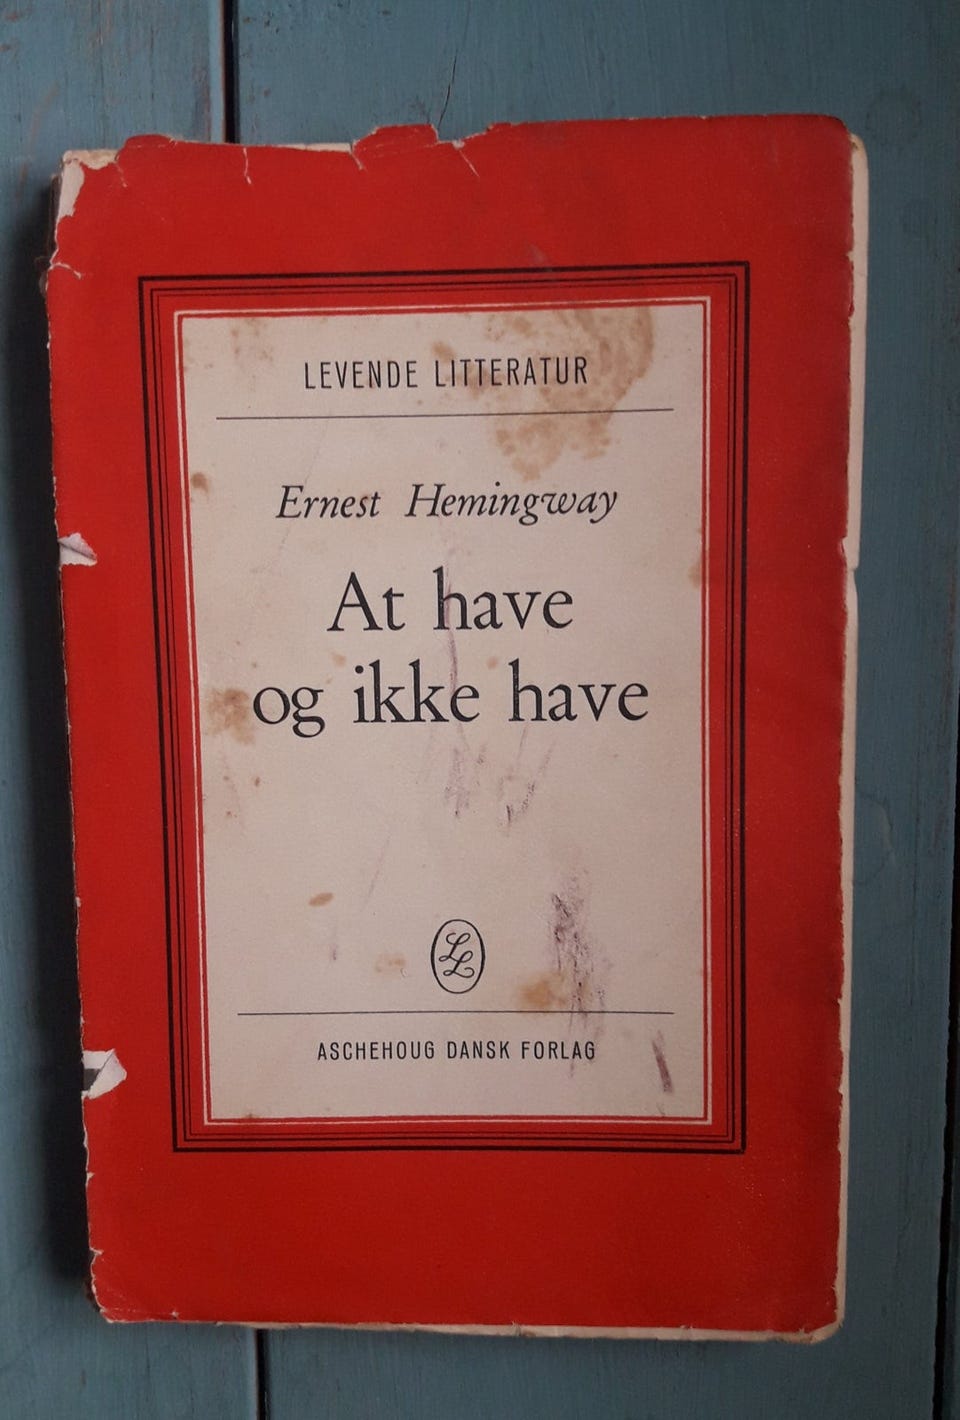 LEVENDE LITTERATUR
Ernest Hemingway
At have
og ikke have
LL
ASCHEHOUG DANSK FORLAG